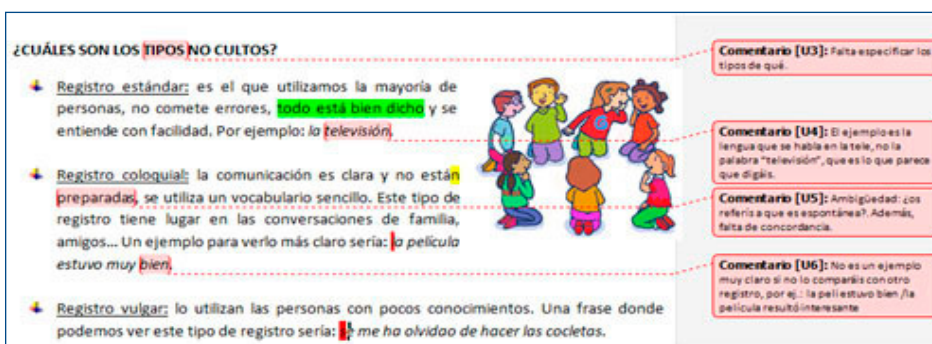 ¿CUÁLES SON LOS TIPOS NO CULTOS?
Registro estándar: es el que utilizamos la mayoría de
personas, no comete errores, todo está bien dicho y se
entiende con facilidad. Por ejemplo: la televisión.
Registro coloquial: la comunicación es clara y no están
preparadas, se utiliza un vocabulario sencillo. Este tipo de
registro tiene lugar en las conversaciones de familia,
amigos... Un ejemplo para verlo más claro sería: la película
estuvo muy bien.
Registro vulgar: lo utilizan las personas con pocos conocimientos. Una frase donde
podemos ver este tipo de registro sería: se me ha olvidao de hacer las cocletas.
Comentario [U3]: Falta especificar los
tipos de qué.
Comentario [U4]: El ejemplo es la
lengua que se habla en la tele, no la
palabra "televisión", que es lo que parece
que digáis.
Comentario [U5]: Ambigüedad: ¿os
referís a que es espontánea?. Además,
falta de concordancia.
Comentario [U6]: No es un ejemplo
muy claro si no lo comparáis con otro
registro, por ej.: la peli estuvo bien /la
película resultó interesante